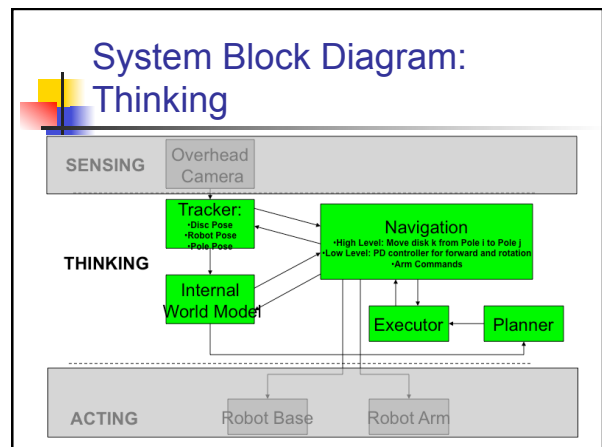 System Block Diagram:
Thinking
SENSING
Overhead
Camera
Tracker:
•Disc Pose
•Robot Pose
•Pole Pose
Navigation
•High Level: Move disk k from Pole i to Pole j
•Low Level: PD controller for forward and rotation
•Arm Commands
THINKING
Internal
World Model
Executor
Planner
ACTING
Robot Base
Robot Arm